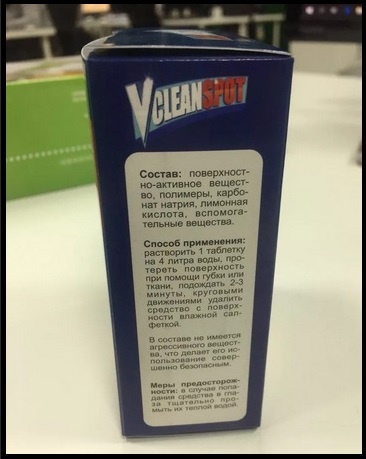 VCLEANSPOT
Состав: поверхност-
но-активное вещест-
во, полимеры, карбо-
нат натрия, лимонная
кислота, вспомога-
тельные вещества.
Способ применения:
растворить 1 таблетку
на 4 литра воды, про-
тереть поверхность
при помощи губки или
ткани, подождать 2-3
минуты, круговыми
движениями удалить
средство с поверх-
ности влажной сал-
феткой.
В составе не имеется
агрессивного вещест-
ва, что делает его ис-
пользование совер-
шенно безопасным.
Меры предосторож-
ности: в случае попа-
дания средства в гла-
за тщательно про-
мыть их теплой водой.